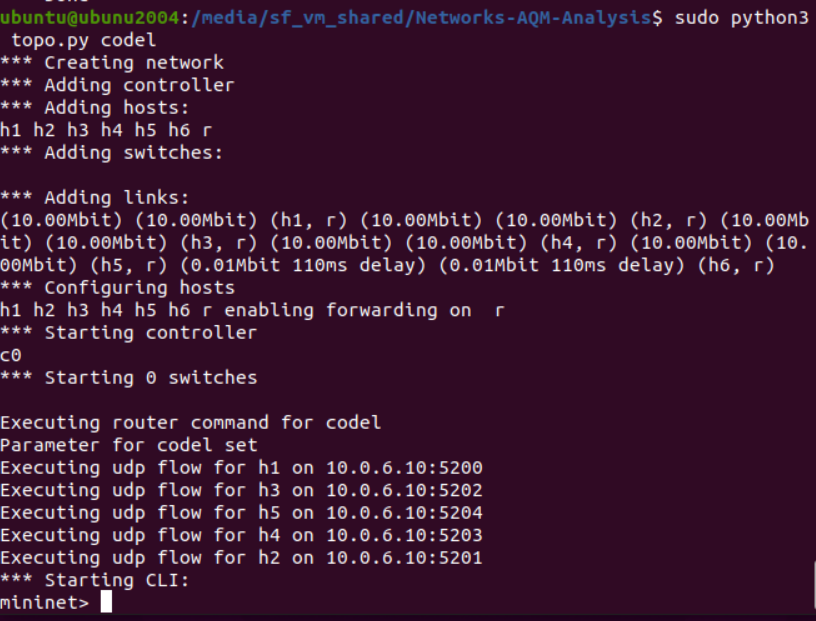 ubuntu@ubunu2004:/media/sf_vm_shared/Networks-AQM-Analysis$ sudo python3
 topo.py codel
*** Creating network
*** Adding controller
*** Adding hosts:
h1 h2 h3 h4 h5 h6 r
*** Adding switches:
*** Adding links:
(10.00Mbit) (10.00Mbit) (h1, r) (10.00Mbit) (10.00Mbit) (h2, r) (10.00Mb
it) (10.00Mbit) (h3, r) (10.00Mbit) (10.00Mbit) (h4, r) (10.00Mbit) (10.
00Mbit) (h5, r) (0.01Mbit 110ms delay) (0.01Mbit 110ms delay) (h6, r)
*** Configuring hosts
h1 h2 h3 h4 h5 h6 r enabling forwarding on  r
*** Starting controller
c0
*** Starting 0 switches
Executing router command for codel
Parameter for codel set
Executing udp flow for h1 on 10.0.6.10:5200
Executing udp flow for h3 on 10.0.6.10:5202
Executing udp flow for h5 on 10.0.6.10:5204
Executing udp flow for h4 on 10.0.6.10:5203
Executing udp flow for h2 on 10.0.6.10:5201
*** Starting CLI:
mininet>